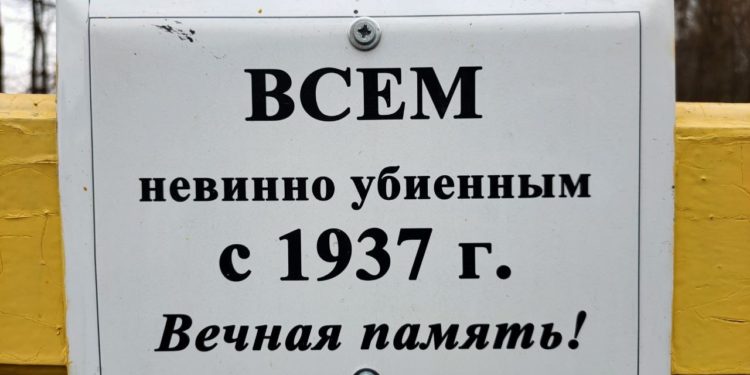 ВСЕМ
невинно убиенным
с 1937 г.
Вечная память!